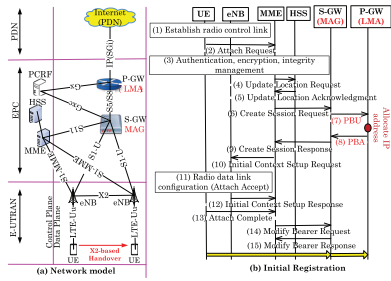 Internet
(PDN)
PDN
IP(SGi)
EPC
PCRF
Gx
P-GW
LMA
HSS
Gx
S5/S8
S11
S-GW
MAG
MME
S1-U
S1-U
S1-MME
S1-MME
E-UTRAN
Control Plane
Data Plane
X2
eNB
eNB
LTE-Uu
LTE-Uu
X2-based
Handover
UE
UE
(a) Network model
UE
eNB
MME
HSS
S-GW
(MAG)
P-GW
(LMA)
(1) Establish radio control link
(2) Attach Request
(3) Authentication, encryption, integrity
management
(4) Update Location Request
(5) Update Location Acknowledgment
(6) Create Session Request
(7) PBU
Allocate IP
address
(8) PBA
(9) Create Session Response
(10) Initial Context Setup Request
(11) Radio data link
configuration (Attach Accept)
(12) Initial Context Setup Response
(13) Attach Complete
(14) Modify Bearer Request
(15) Modify Bearer Response
(b) Initial Registration